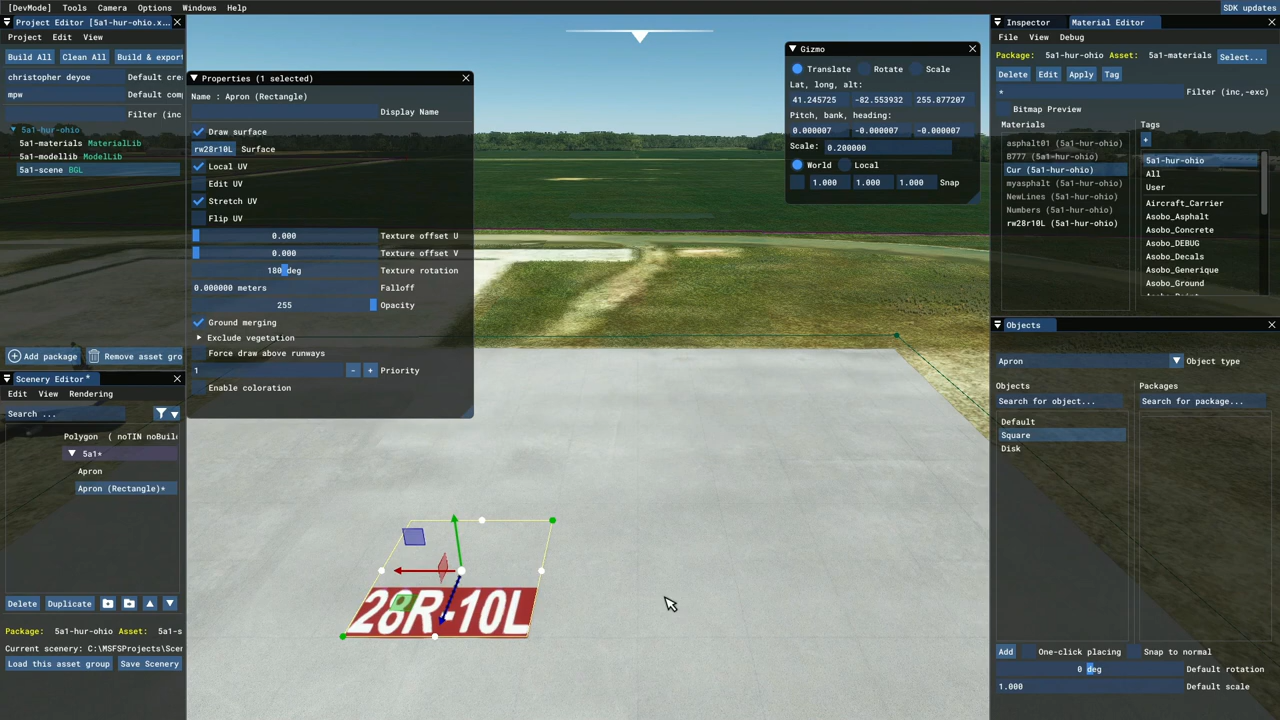 [DevMode] Tools Camera Options Windows Help SDK updates
Project Editor [5a1-hur-ohio.x...
Project Edit View
Build All Clean All Build & export
christopher deyoe Default cre
mpw Default com
Filter (inc
5a1-hur-ohio
5a1-materials MaterialLib
5a1-modellib ModelLib
5a1-scene BGL
Add package Remove asset gro
Scenery Editor*
Edit View Rendering
Search ...
Polygon ( noTIN noBuil
5a1*
Apron
Apron (Rectangle)*
Delete Duplicate
Package: 5a1-hur-ohio Asset: 5a1-s
Current scenery: C:\MSFSProjects\Scen
Load this asset group Save Scenery
Properties (1 selected)
Name : Apron (Rectangle)
Display Name
Draw surface
rw28r10L Surface
Local UV
Edit UV
Stretch UV
Flip UV
0.000 Texture offset U
0.000 Texture offset V
180 deg Texture rotation
0.000000 meters Falloff
255 Opacity
Ground merging
Exclude vegetation
Force draw above runways
1 - + Priority
Enable coloration
28R-10L
Gizmo
Translate Rotate Scale
Lat, long, alt:
41.245725 -82.553932 255.877207
Pitch, bank, heading:
0.000007 -0.000007 -0.000007
Scale: 0.200000
World Local
1.000 1.000 1.000 Snap
Inspector Material Editor
File View Debug
Package: 5a1-hur-ohio Asset: 5a1-materials Select...
Delete Edit Apply Tag
* Filter (inc,-exc)
Bitmap Preview
Materials
asphalt01 (5a1-hur-ohio)
B777 (5a1-hur-ohio)
Cur (5a1-hur-ohio)
myasphalt (5a1-hur-ohio)
NewLines (5a1-hur-ohio)
Numbers (5a1-hur-ohio)
rw28r10L (5a1-hur-ohio)
Tags
+
5a1-hur-ohio
All
User
Aircraft_Carrier
Asobo_Asphalt
Asobo_Concrete
Asobo_DEBUG
Asobo_Decals
Asobo_Generique
Asobo_Ground
Objects
Apron Object type
Objects
Search for object...
Default
Square
Disk
Packages
Search for package...
Add One-click placing Snap to normal
0 deg Default rotation
1.000 Default scale